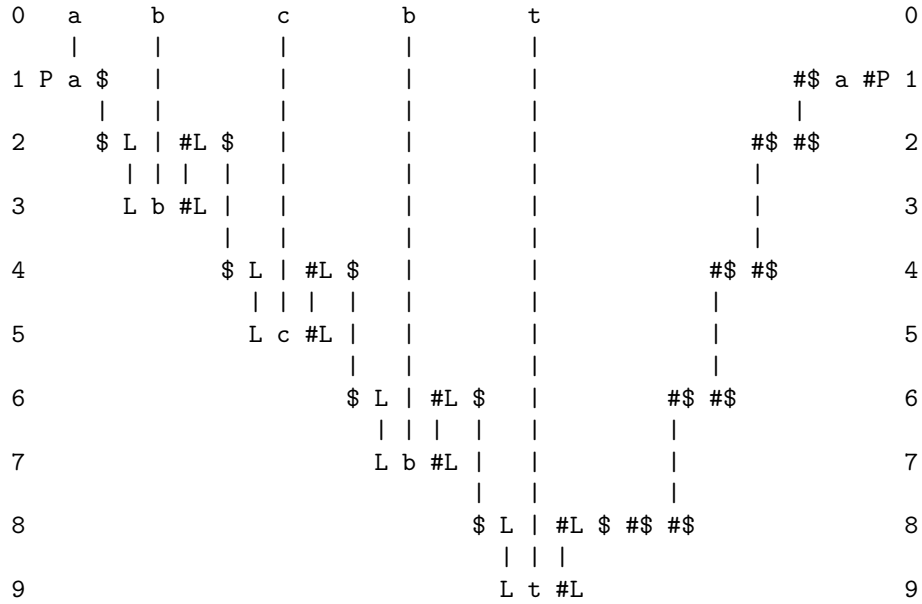 0 a b c b t 0
| | | | |
1 P a $ | | | | #$ a #P 1
| | | | | |
2 $ L | #L $ | | | #$ #$ 2
| | | | | | | |
3 L b #L | | | | | 3
| | | | |
4 $ L | #L $ | | #$ #$ 4
| | | | | | |
5 L c #L | | | | 5
| | | |
6 $ L | #L $ | #$ #$ 6
| | | | | |
7 L b #L | | | 7
| | |
8 $ L | #L $ #$ #$ 8
| | |
9 L t #L 9